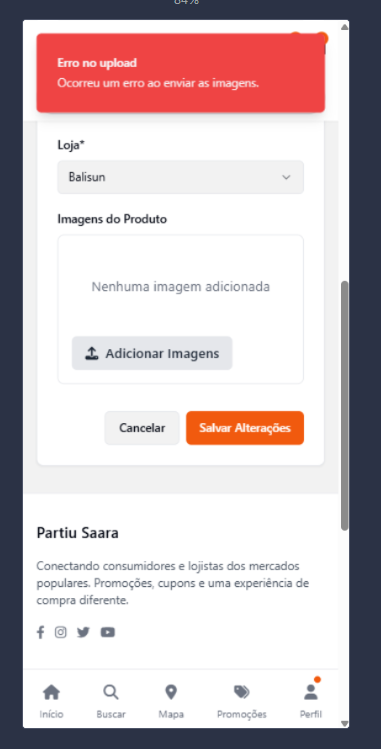 84%
Erro no upload
Ocorreu um erro ao enviar as imagens.
Loja*
Balisun
Imagens do Produto
Nenhuma imagem adicionada
Adicionar Imagens
Cancelar
Salvar Alterações
Partiu Saara
Conectando consumidores e lojistas dos mercados
populares. Promoções, cupons e uma experiência de
compra diferente.
Início
Buscar
Mapa
Promoções
Perfil